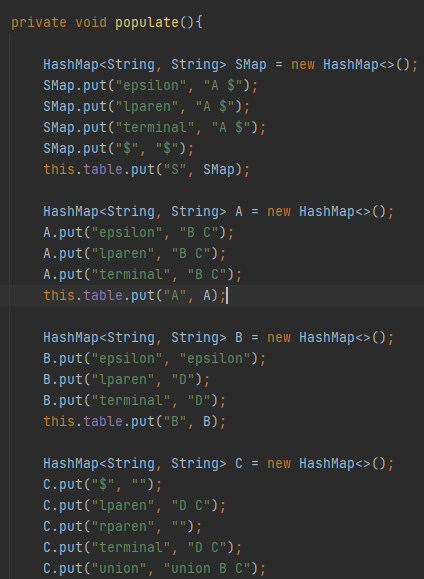 private void populate(){
HashMap<String, String> SMap = new HashMap<>();
SMap.put("epsilon", "A $");
SMap.put("lparen", "A $");
SMap.put("terminal", "A $");
SMap.put("$", "$");
this.table.put("S", SMap);
HashMap<String, String> A = new HashMap<>();
A.put("epsilon", "B C");
A.put("lparen", "B C");
A.put("terminal", "B C");
this.table.put("A", A);
HashMap<String, String> B = new HashMap<>();
B.put("epsilon", "epsilon");
B.put("lparen", "D");
B.put("terminal", "D");
this.table.put("B", B);
HashMap<String, String> C = new HashMap<>();
C.put("$", "");
C.put("lparen", "D C");
C.put("rparen", "");
C.put("terminal", "D C");
C.put("union", "union B C");